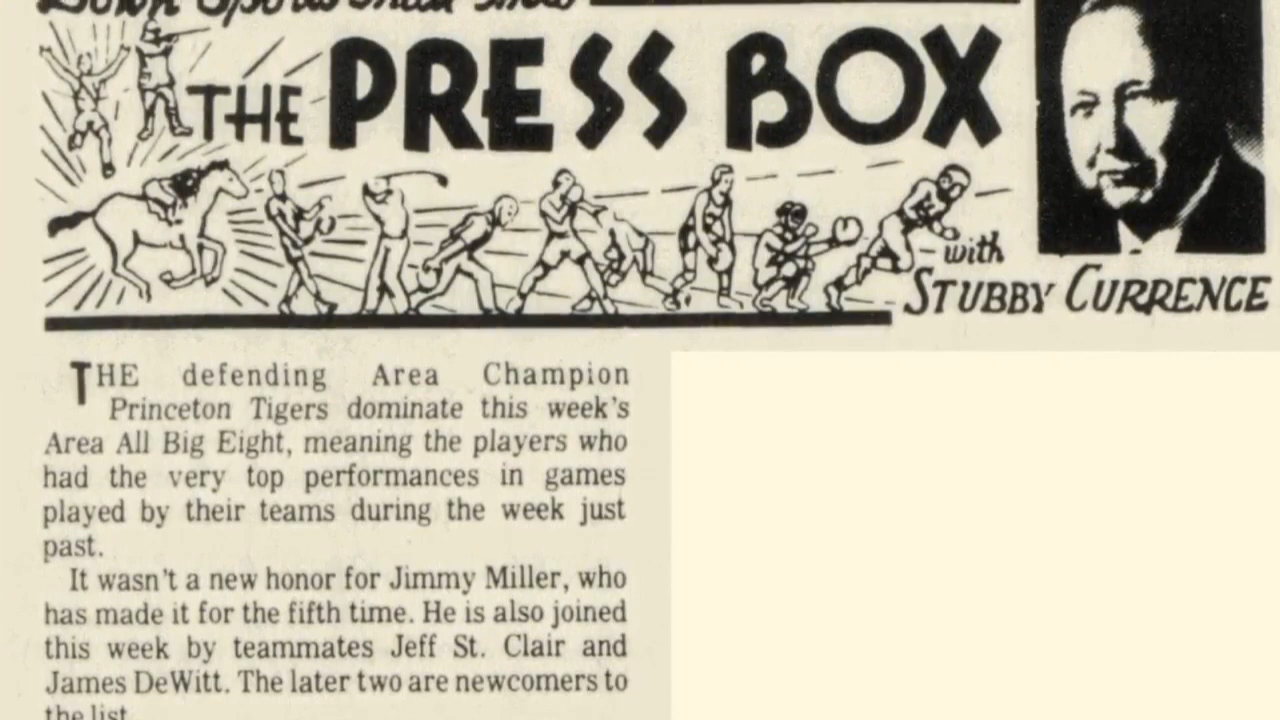 THE PRESS BOX
with
STUBBY CURRENCE
THE defending Area Champion
Princeton Tigers dominate this week's
Area All Big Eight, meaning the players who
had the very top performances in games
played by their teams during the week just
past.
It wasn't a new honor for Jimmy Miller, who
has made it for the fifth time. He is also joined
this week by teammates Jeff St. Clair and
James DeWitt. The later two are newcomers to
the list.